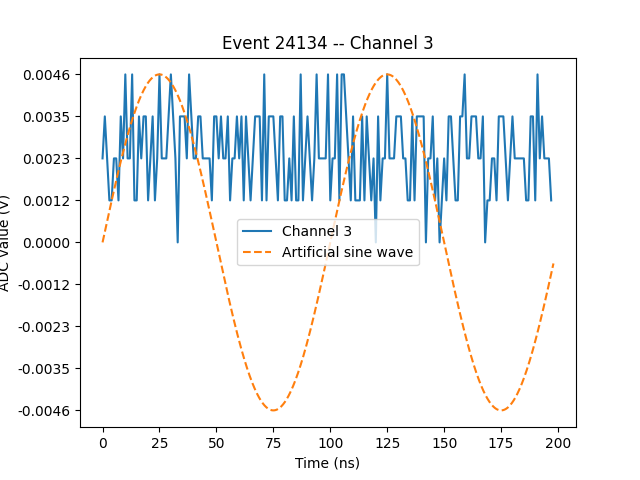 Event 24134 -- Channel 3
0.0046
0.0035
0.0023
0.0012
0.0000
-0.0012
-0.0023
-0.0035
-0.0046
ADC value (V)
Channel 3
Artificial sine wave
0 25 50 75 100 125 150 175 200
Time (ns)